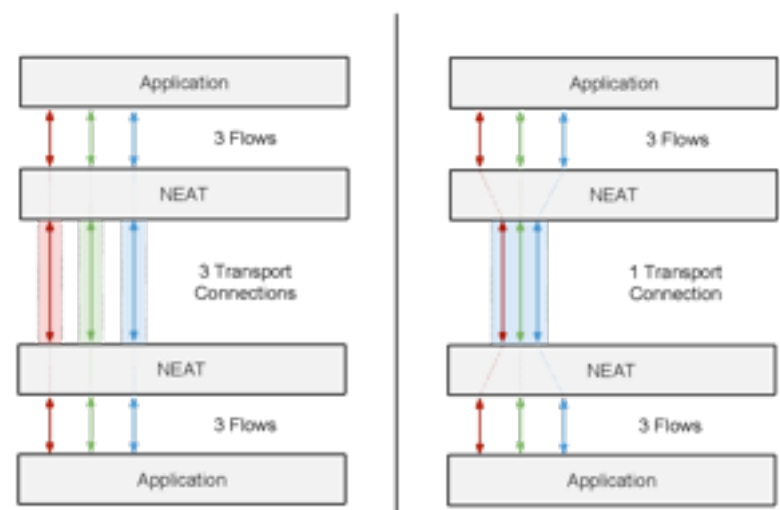 Application
3 Flows
NEAT
3 Transport
Connections
NEAT
3 Flows
Application
Application
3 Flows
NEAT
1 Transport
Connection
NEAT
3 Flows
Application